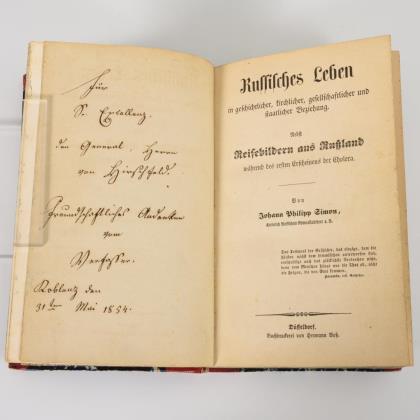 Für
Sr. Exzellenz
den General Herrn
von Hirschfeld.
Freundschaftliches Andenken
vom
Verfasser.
Koblenz den
31ten Mai 1854.
Russisches Leben
in geschichtlicher, kirchlicher, gesellschaftlicher und
staatlicher Beziehung.
Nebst
Reisebildern aus Rußland
während des ersten Erscheinens der Cholera.
Von
Johann Philipp Simon,
Düsseldorf.
Buchdruckerei von Hermann Voß.